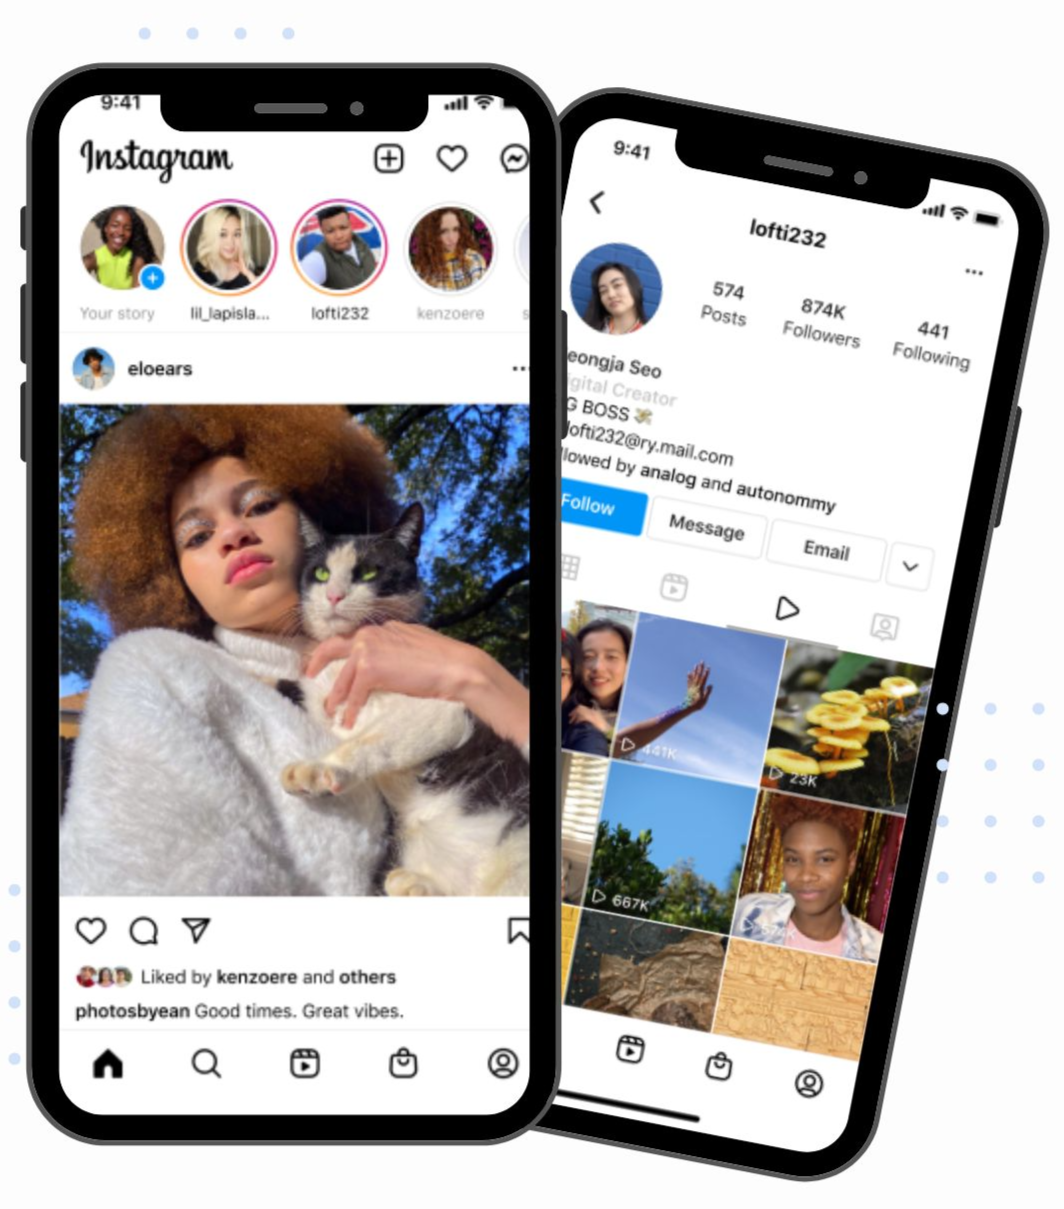 9:41
Instagram
Your story
lil_lapisla...
lofti232
kenzoere
eloears
Liked by kenzoere and others
photosbyean Good times. Great vibes.
9:41
lofti232
574
Posts
874K
Followers
441
Following
eongja Seo
igital Creator
G BOSS 💸
lofti232@ry.mail.com
llowed by analog and autonommy
Follow
Message
Email
441K
23K
667K